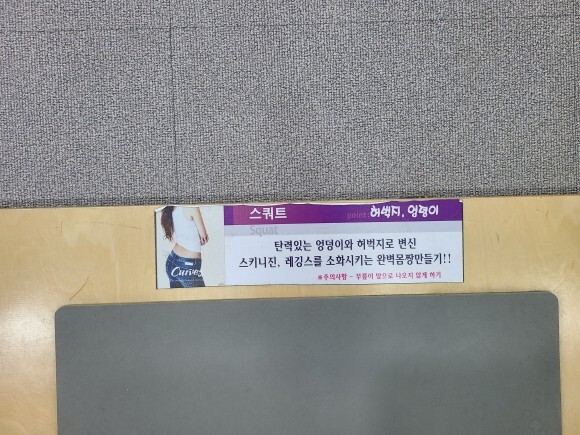 스쿼트
point 허벅지, 엉덩이
Squat
탄력있는 엉덩이와 허벅지로 변신
스키니진, 레깅스를 소화시키는 완벽몸짱만들기!!
Curves
※주의사항 - 무릎이 앞으로 나오지 않게 하기